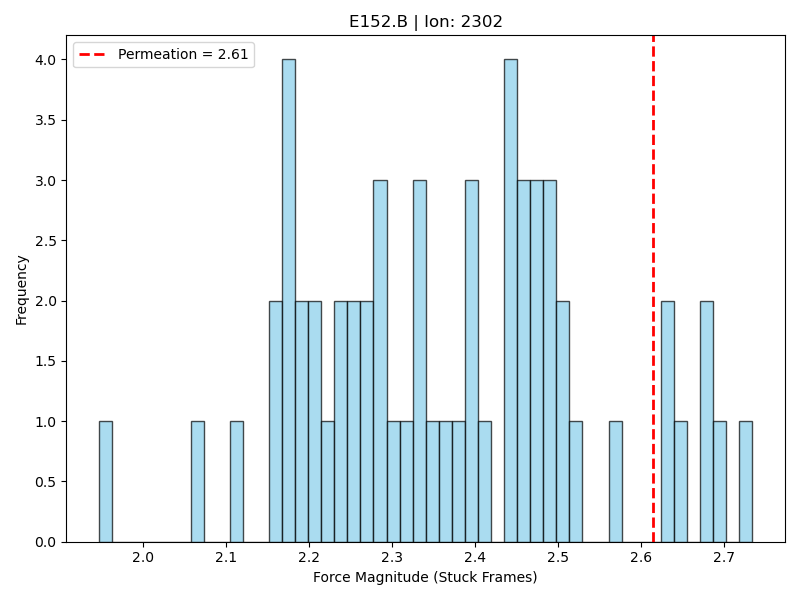 E152.B | Ion: 2302
Permeation = 2.61
4.0
3.5
3.0
2.5
2.0
1.5
1.0
0.5
0.0
Frequency
2.0 2.1 2.2 2.3 2.4 2.5 2.6 2.7
Force Magnitude (Stuck Frames)